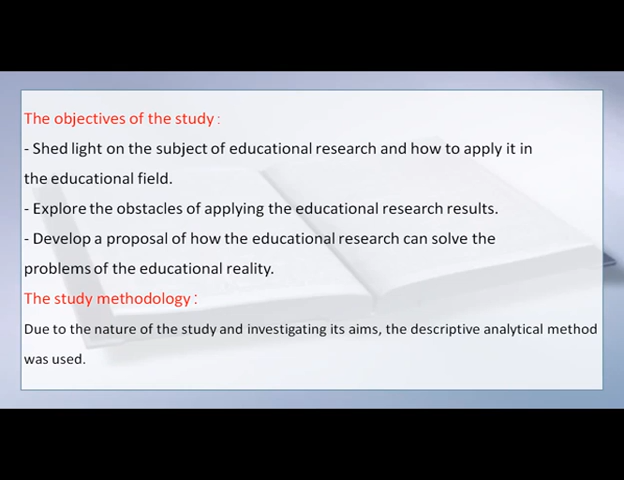 The objectives of the study :
- Shed light on the subject of educational research and how to apply it in
the educational field.
- Explore the obstacles of applying the educational research results.
- Develop a proposal of how the educational research can solve the
problems of the educational reality.
The study methodology :
Due to the nature of the study and investigating its aims, the descriptive analytical method
was used.